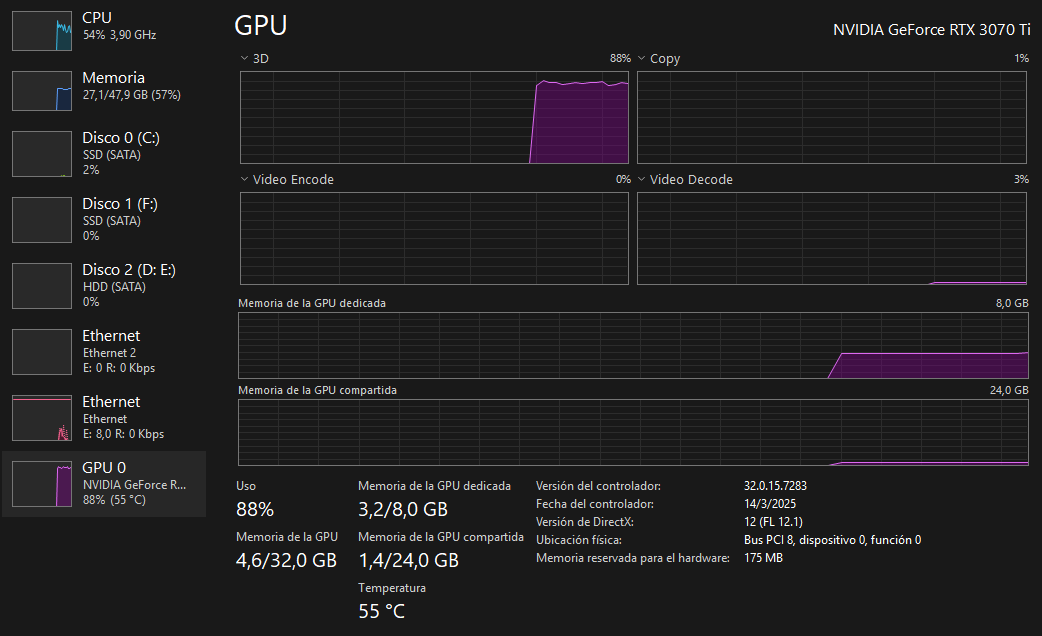 CPU
54% 3,90 GHz
Memoria
27,1/47,9 GB (57%)
Disco 0 (C:)
SSD (SATA)
2%
Disco 1 (F:)
SSD (SATA)
0%
Disco 2 (D: E:)
HDD (SATA)
0%
Ethernet
Ethernet 2
E: 0 R: 0 Kbps
Ethernet
Ethernet
E: 8,0 R: 0 Kbps
GPU 0
NVIDIA GeForce R...
88% (55 °C)
GPU
NVIDIA GeForce RTX 3070 Ti
3D 88%
Copy 1%
Video Encode 0%
Video Decode 3%
Memoria de la GPU dedicada 8,0 GB
Memoria de la GPU compartida 24,0 GB
Uso
88%
Memoria de la GPU dedicada
3,2/8,0 GB
Memoria de la GPU
4,6/32,0 GB
Memoria de la GPU compartida
1,4/24,0 GB
Temperatura
55 °C
Versión del controlador: 32.0.15.7283
Fecha del controlador: 14/3/2025
Versión de DirectX: 12 (FL 12.1)
Ubicación física: Bus PCI 8, dispositivo 0, función 0
Memoria reservada para el hardware: 175 MB